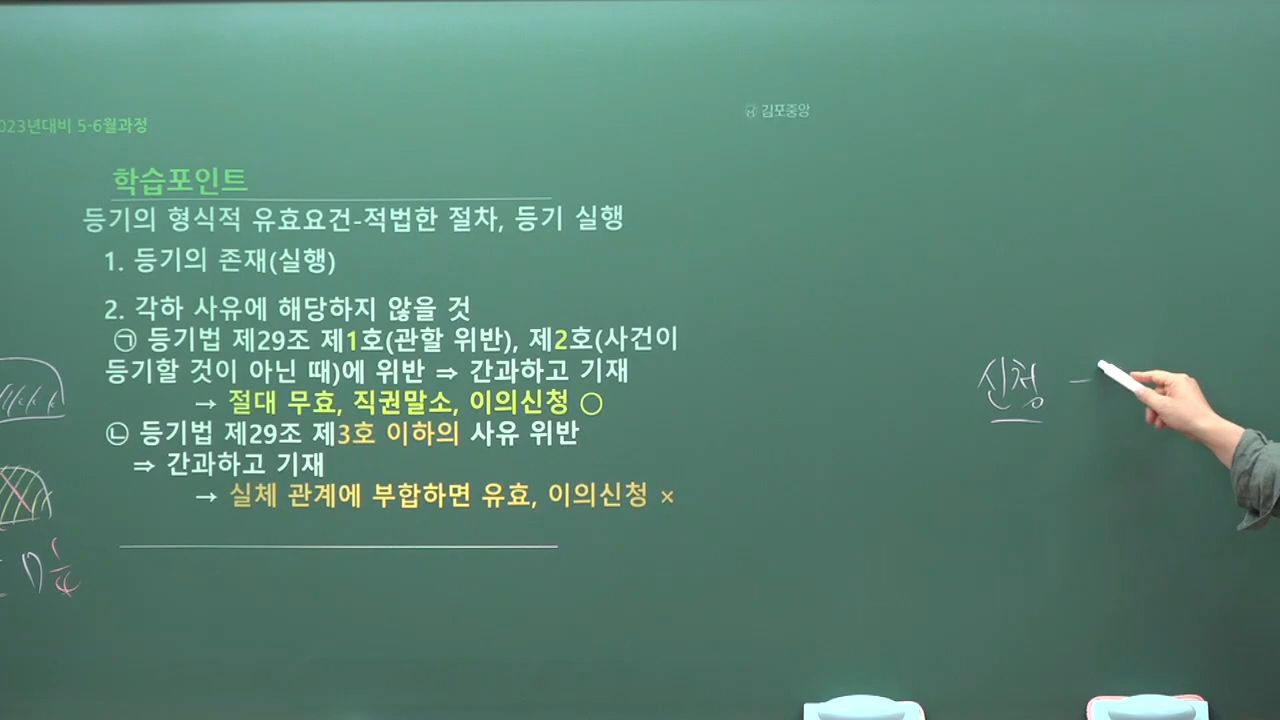 023년대비 5-6월과정
김포중앙
학습포인트
등기의 형식적 유효요건-적법한 절차, 등기 실행
1. 등기의 존재(실행)
2. 각하 사유에 해당하지 않을 것
㉠ 등기법 제29조 제1호(관할 위반), 제2호(사건이
등기할 것이 아닌 때)에 위반 ⇒ 간과하고 기재
→ 절대 무효, 직권말소, 이의신청 ○
㉡ 등기법 제29조 제3호 이하의 사유 위반
⇒ 간과하고 기재
→ 실체 관계에 부합하면 유효, 이의신청 ×
신청 -